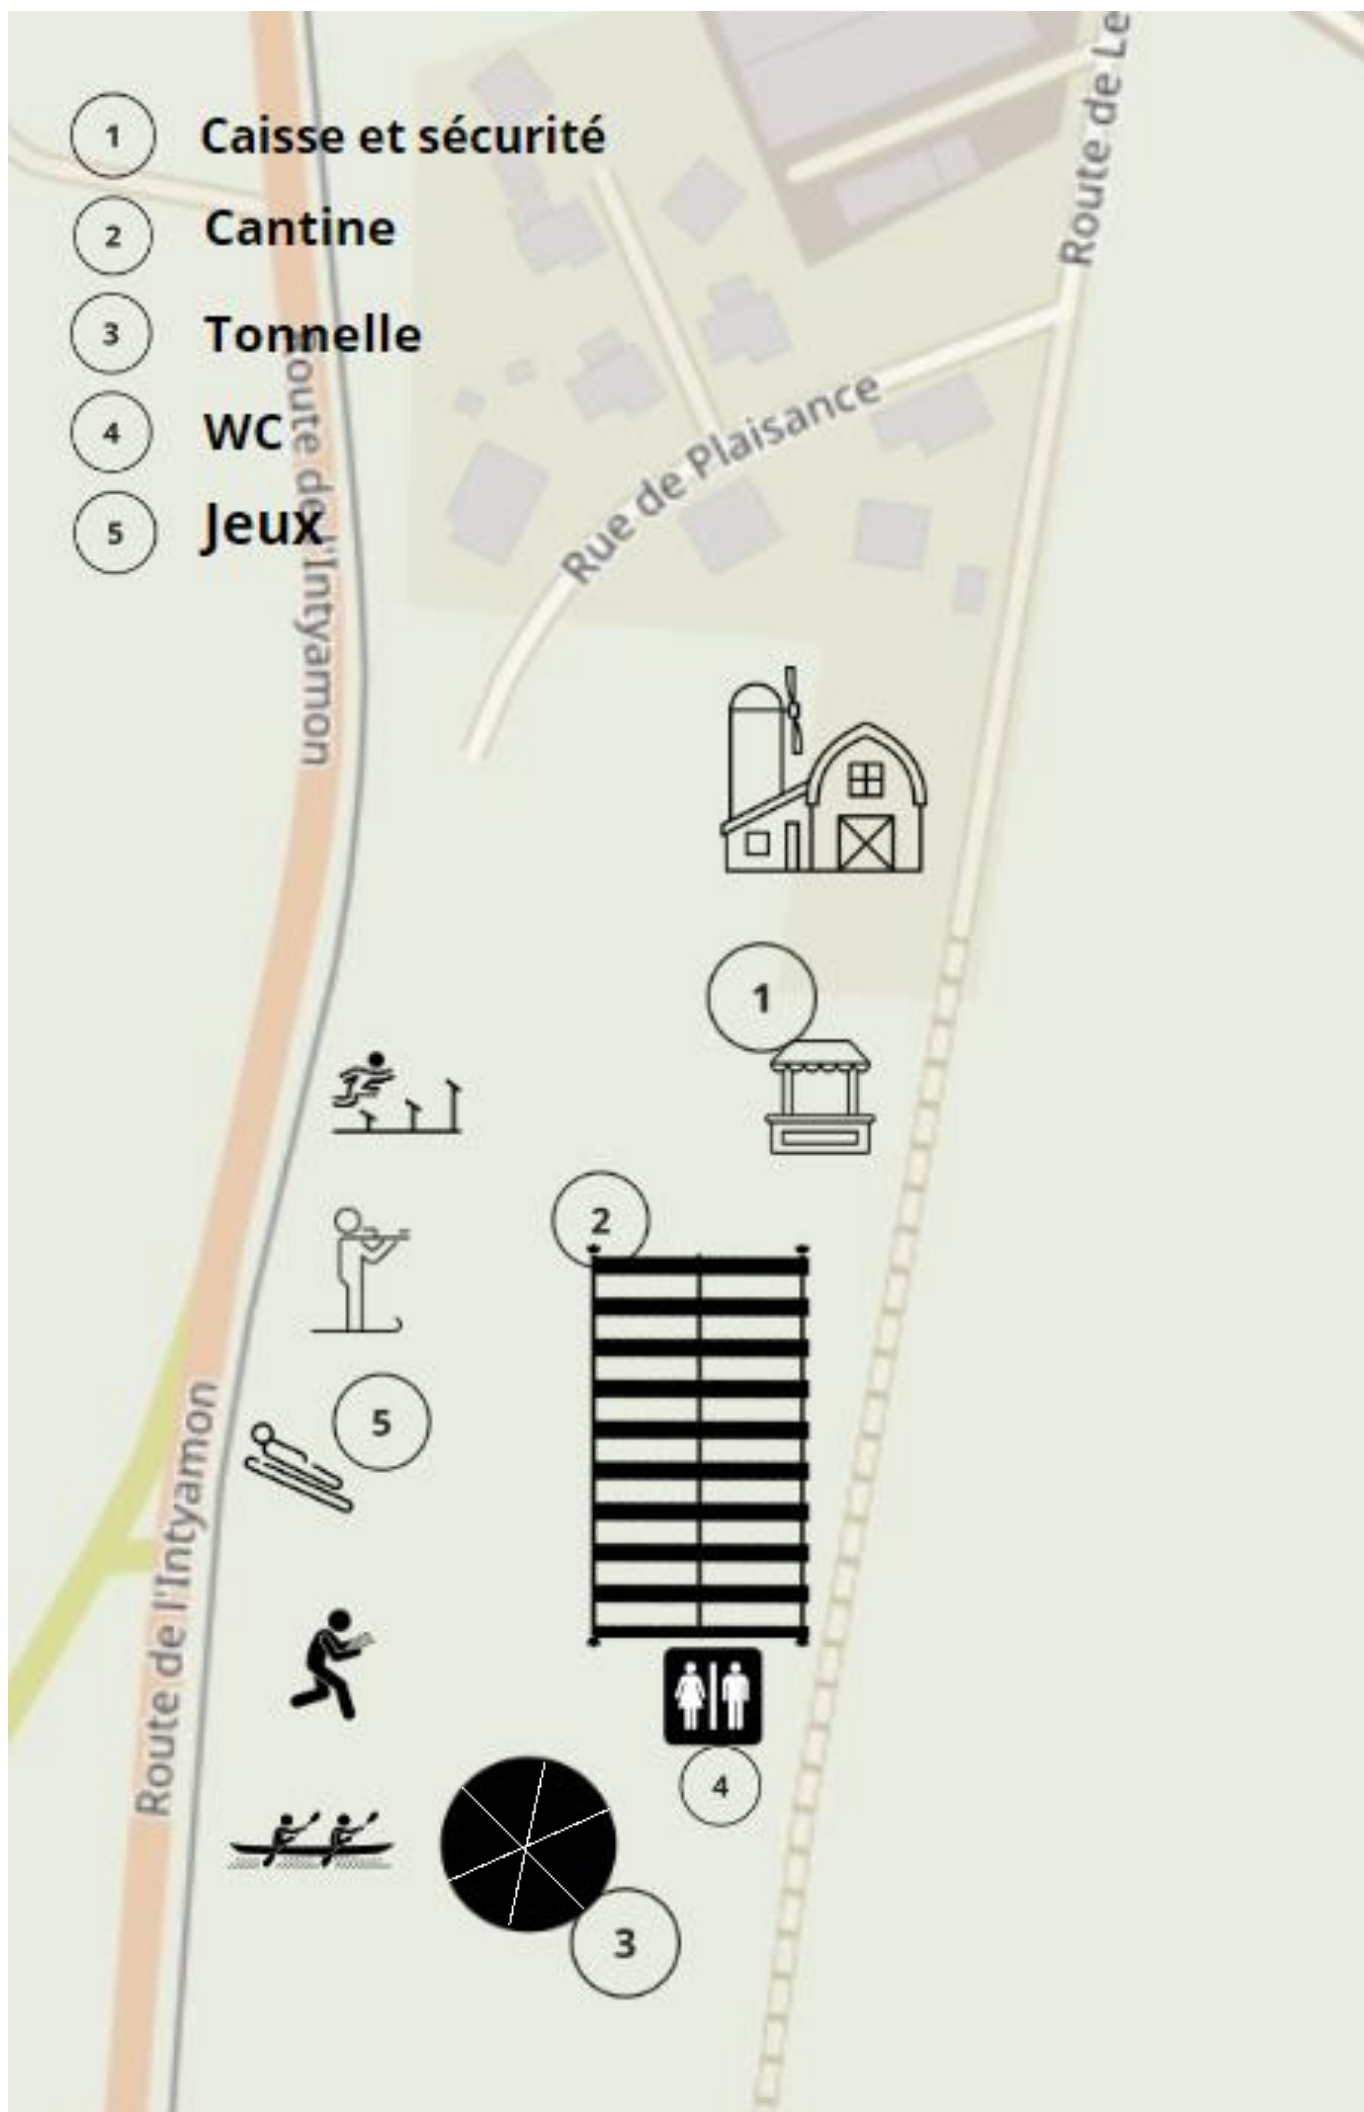 1 Caisse et sécurité
2 Cantine
3 Tonnelle
4 WC
5 Jeux
Route de Le
Rue de Plaisance
Route de l'Intyamon
1
2
5
Route de l'Intyamon
4
3